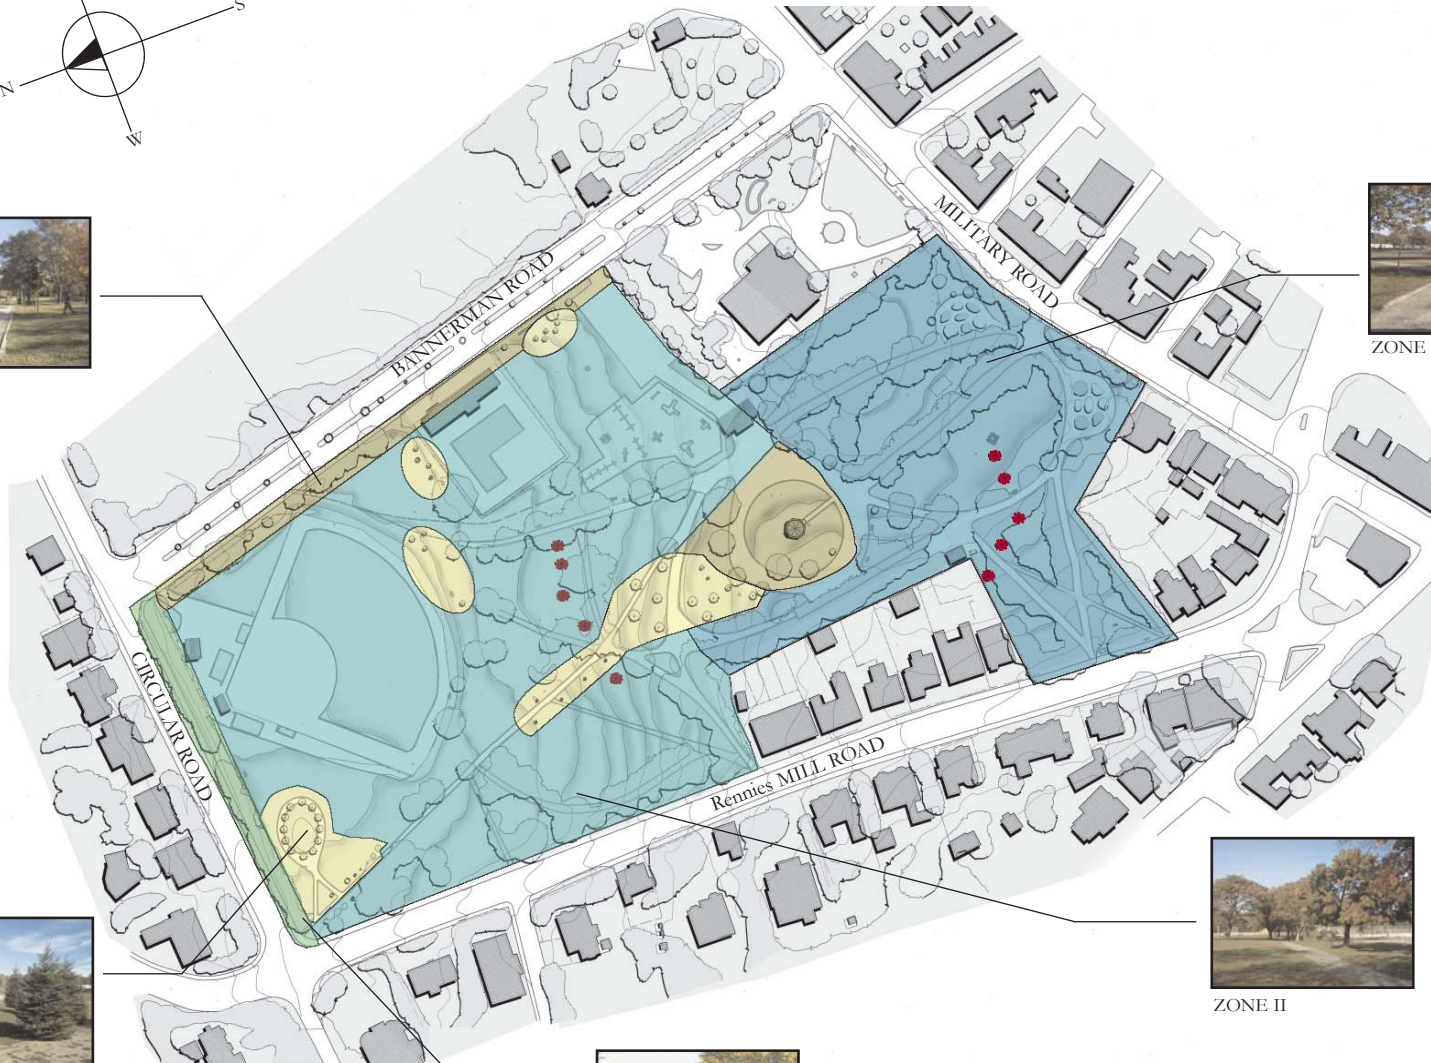 S
N
W
BANNERMAN ROAD
MILITARY ROAD
ZONE
CIRCULAR ROAD
Rennies MILL ROAD
ZONE II